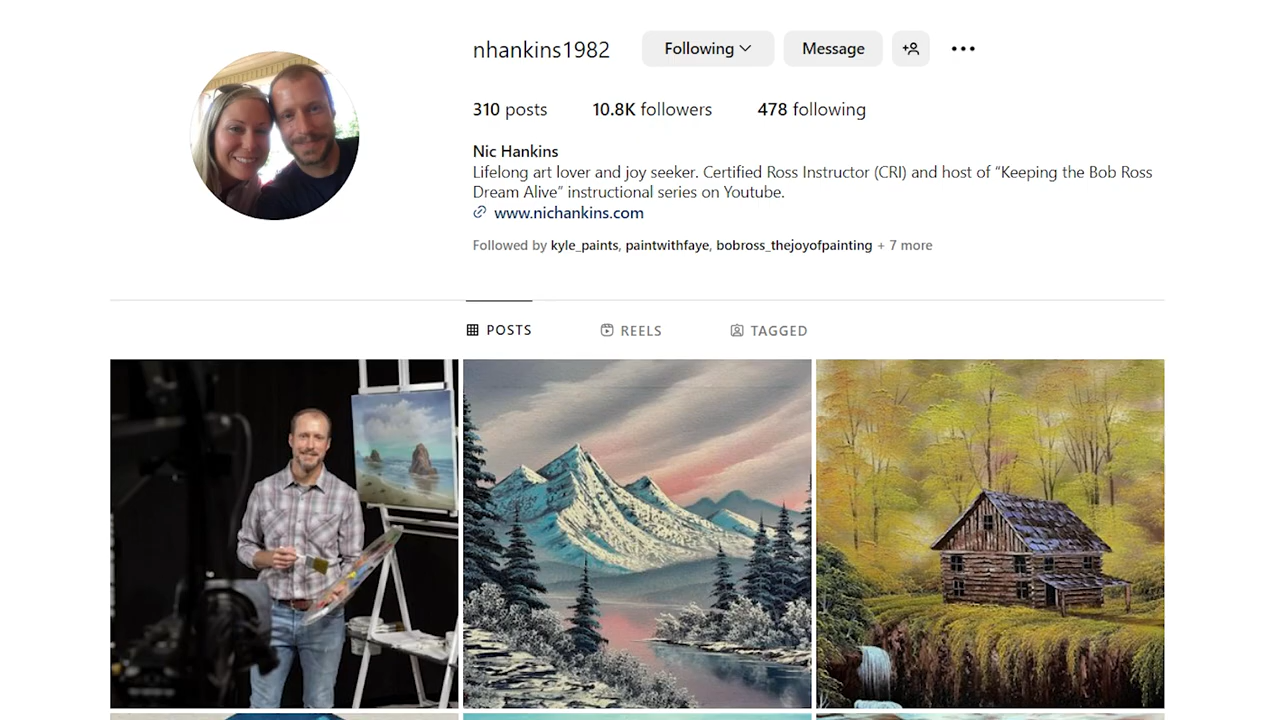 nhankins1982
Following
Message
310 posts
10.8K followers
478 following
Nic Hankins
Lifelong art lover and joy seeker. Certified Ross Instructor (CRI) and host of “Keeping the Bob Ross
Dream Alive” instructional series on Youtube.
www.nichankins.com
Followed by kyle_paints, paintwithfaye, bobross_thejoyofpainting + 7 more
POSTS
REELS
TAGGED